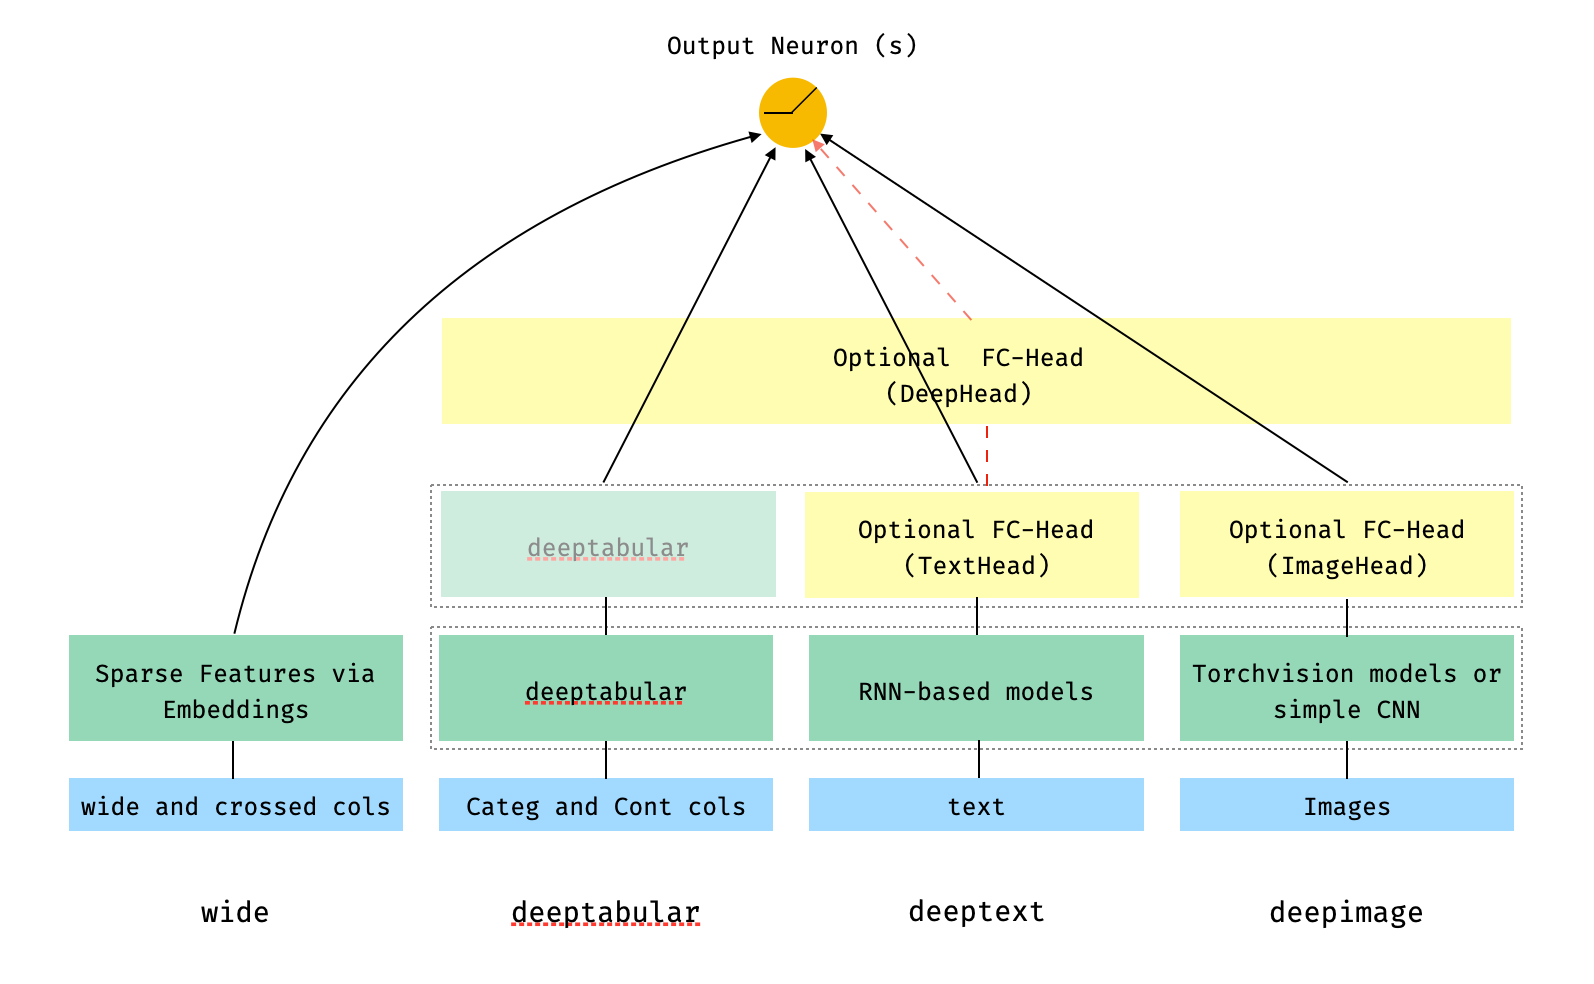 Output Neuron (s)
Optional  FC-Head
(DeepHead)
deeptabular
Optional FC-Head
(TextHead)
Optional FC-Head
(ImageHead)
Sparse Features via
Embeddings
deeptabular
RNN-based models
Torchvision models or
simple CNN
wide and crossed cols
Categ and Cont cols
text
Images
wide
deeptabular
deeptext
deepimage